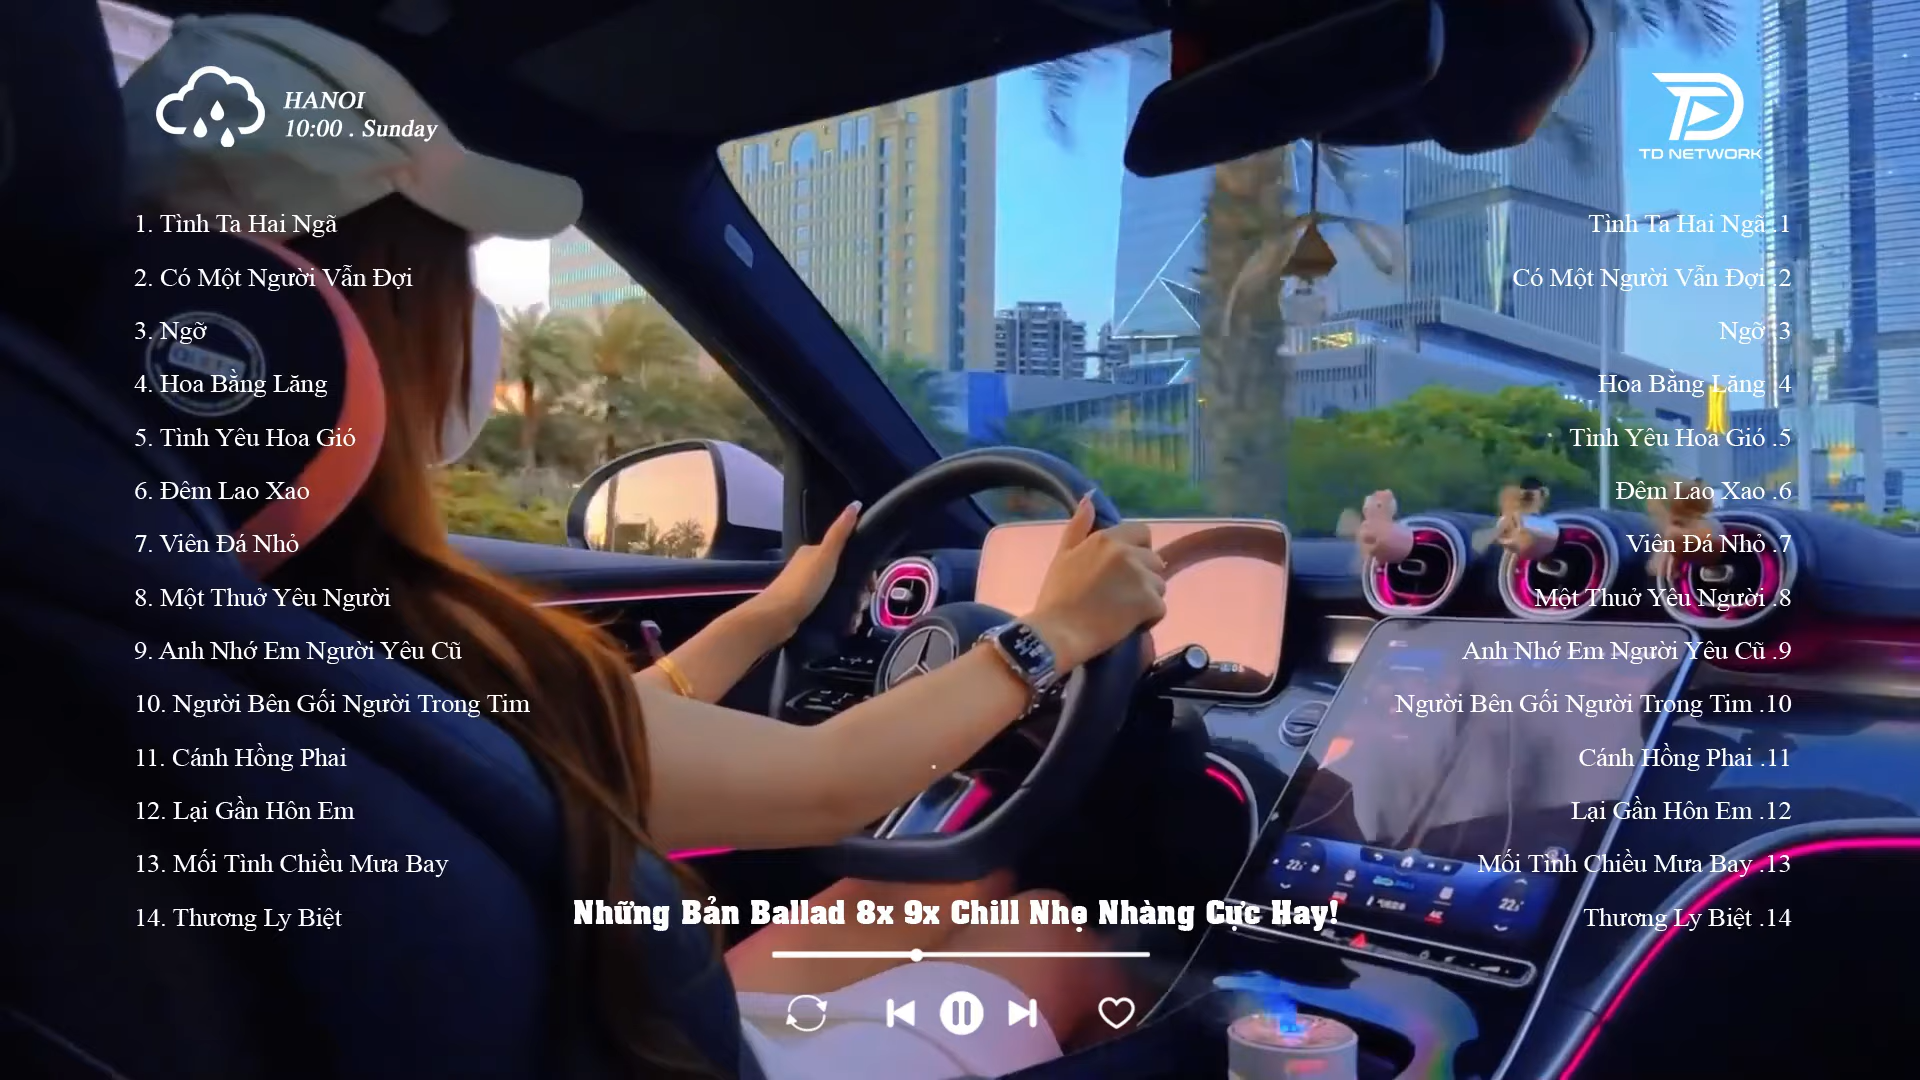 HANOI
10:00 . Sunday
TD NETWORK
1. Tình Ta Hai Ngã
2. Có Một Người Vẫn Đợi
3. Ngỡ
4. Hoa Bằng Lăng
5. Tình Yêu Hoa Gió
6. Đêm Lao Xao
7. Viên Đá Nhỏ
8. Một Thuở Yêu Người
9. Anh Nhớ Em Người Yêu Cũ
10. Người Bên Gối Người Trong Tim
11. Cánh Hồng Phai
12. Lại Gần Hôn Em
13. Mối Tình Chiều Mưa Bay
14. Thương Ly Biệt
Tình Ta Hai Ngã .1
Có Một Người Vẫn Đợi .2
Ngỡ .3
Hoa Bằng Lăng .4
Tình Yêu Hoa Gió .5
Đêm Lao Xao .6
Viên Đá Nhỏ .7
Một Thuở Yêu Người .8
Anh Nhớ Em Người Yêu Cũ .9
Người Bên Gối Người Trong Tim .10
Cánh Hồng Phai .11
Lại Gần Hôn Em .12
Mối Tình Chiều Mưa Bay .13
Thương Ly Biệt .14
Những Bản Ballad 8x 9x Chill Nhẹ Nhàng Cực Hay!